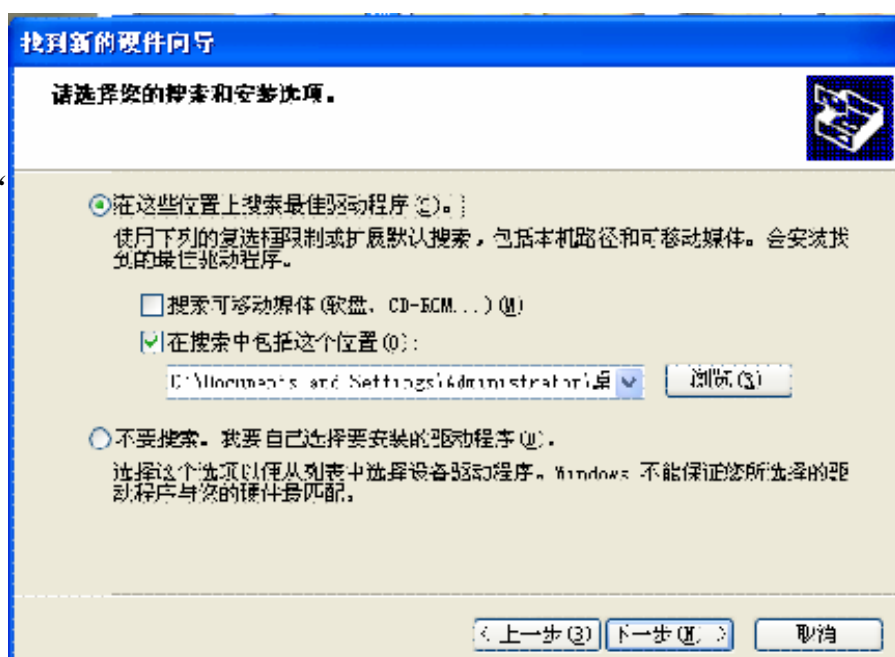 找到新的硬件向导
请选择您的搜索和安装选项。
“
在这些位置上搜索最佳驱动程序(S)。
使用下列的复选框限制或扩展默认搜索，包括本机路径和可移动媒体。会安装找
到的最佳驱动程序。
搜索可移动媒体(软盘、CD-ROM...)(M)
在搜索中包括这个位置(O):
C:\Documents and Settings\Administrator\桌
浏览(R)
不要搜索。我要自己选择要安装的驱动程序(D)。
选择这个选项以便从列表中选择设备驱动程序。Windows 不能保证您所选择的驱
动程序与您的硬件最匹配。
< 上一步(B)
下一步(N) >
取消